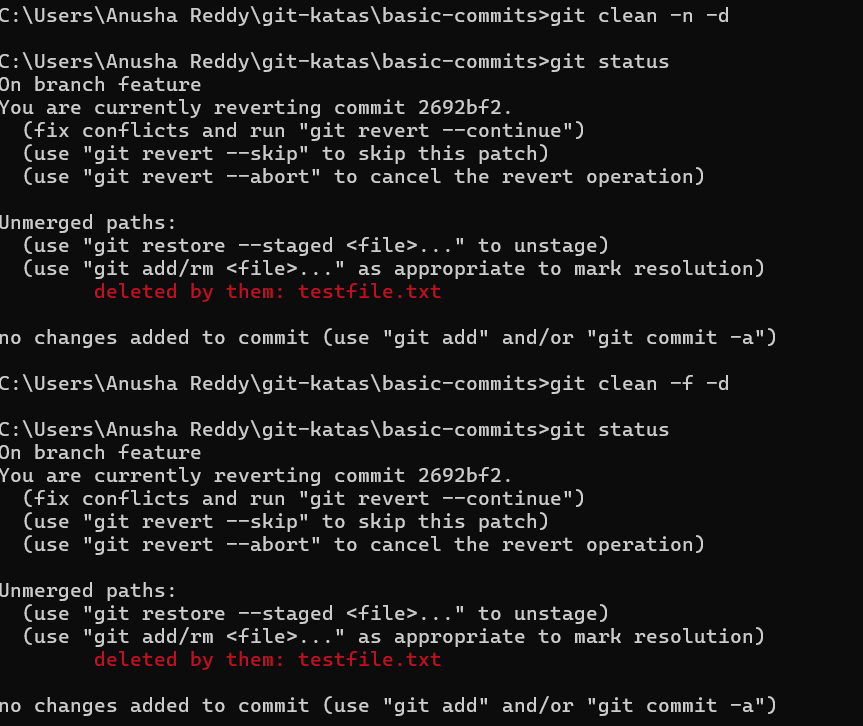 C:\Users\Anusha Reddy\git-katas\basic-commits>git clean -n -d
C:\Users\Anusha Reddy\git-katas\basic-commits>git status
On branch feature
You are currently reverting commit 2692bf2.
  (fix conflicts and run "git revert --continue")
  (use "git revert --skip" to skip this patch)
  (use "git revert --abort" to cancel the revert operation)
Unmerged paths:
  (use "git restore --staged <file>..." to unstage)
  (use "git add/rm <file>..." as appropriate to mark resolution)
        deleted by them: testfile.txt
no changes added to commit (use "git add" and/or "git commit -a")
C:\Users\Anusha Reddy\git-katas\basic-commits>git clean -f -d
C:\Users\Anusha Reddy\git-katas\basic-commits>git status
On branch feature
You are currently reverting commit 2692bf2.
  (fix conflicts and run "git revert --continue")
  (use "git revert --skip" to skip this patch)
  (use "git revert --abort" to cancel the revert operation)
Unmerged paths:
  (use "git restore --staged <file>..." to unstage)
  (use "git add/rm <file>..." as appropriate to mark resolution)
        deleted by them: testfile.txt
no changes added to commit (use "git add" and/or "git commit -a")